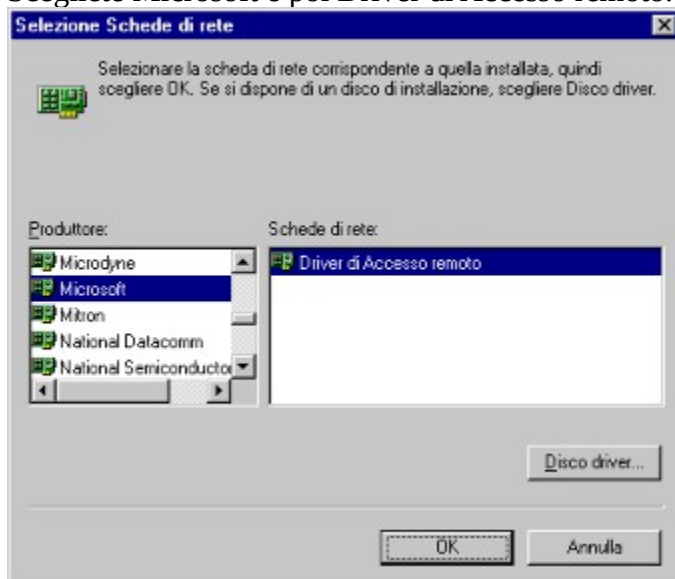 Scegliete Microsoft e poi Driver di Accesso remoto.
Selezione Schede di rete
Selezionare la scheda di rete corrispondente a quella installata, quindi
scegliere OK. Se si dispone di un disco di installazione, scegliere Disco driver.
Produttore:
Schede di rete:
Microdyne
Microsoft
Mitron
National Datacomm
National Semiconducto
Driver di Accesso remoto
Disco driver...
OK
Annulla